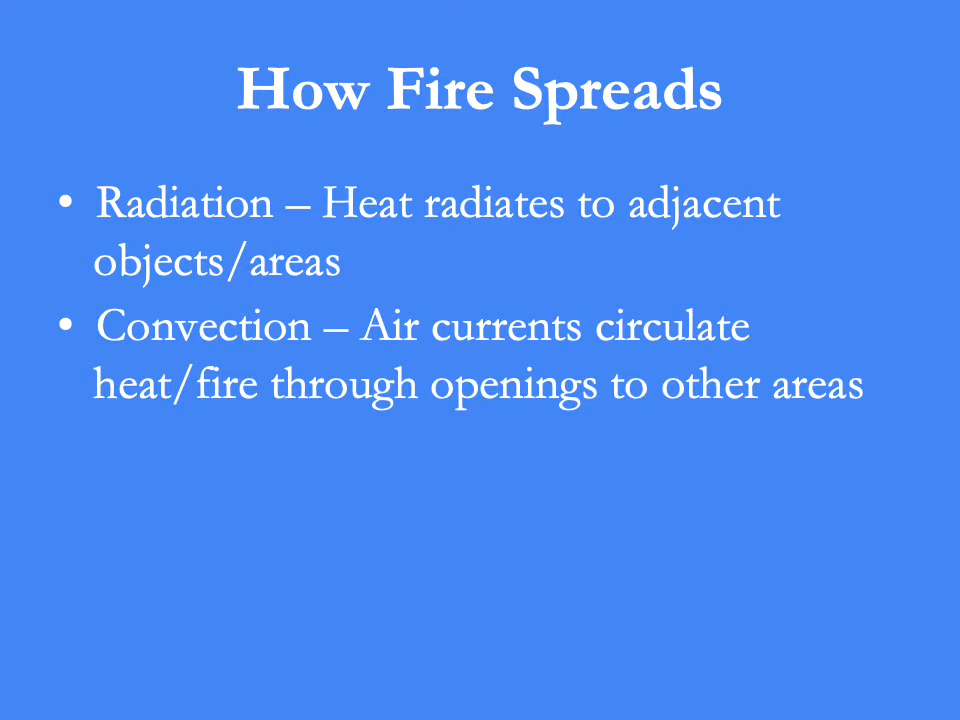 How Fire Spreads
• Radiation – Heat radiates to adjacent
objects/areas
• Convection – Air currents circulate
heat/fire through openings to other areas